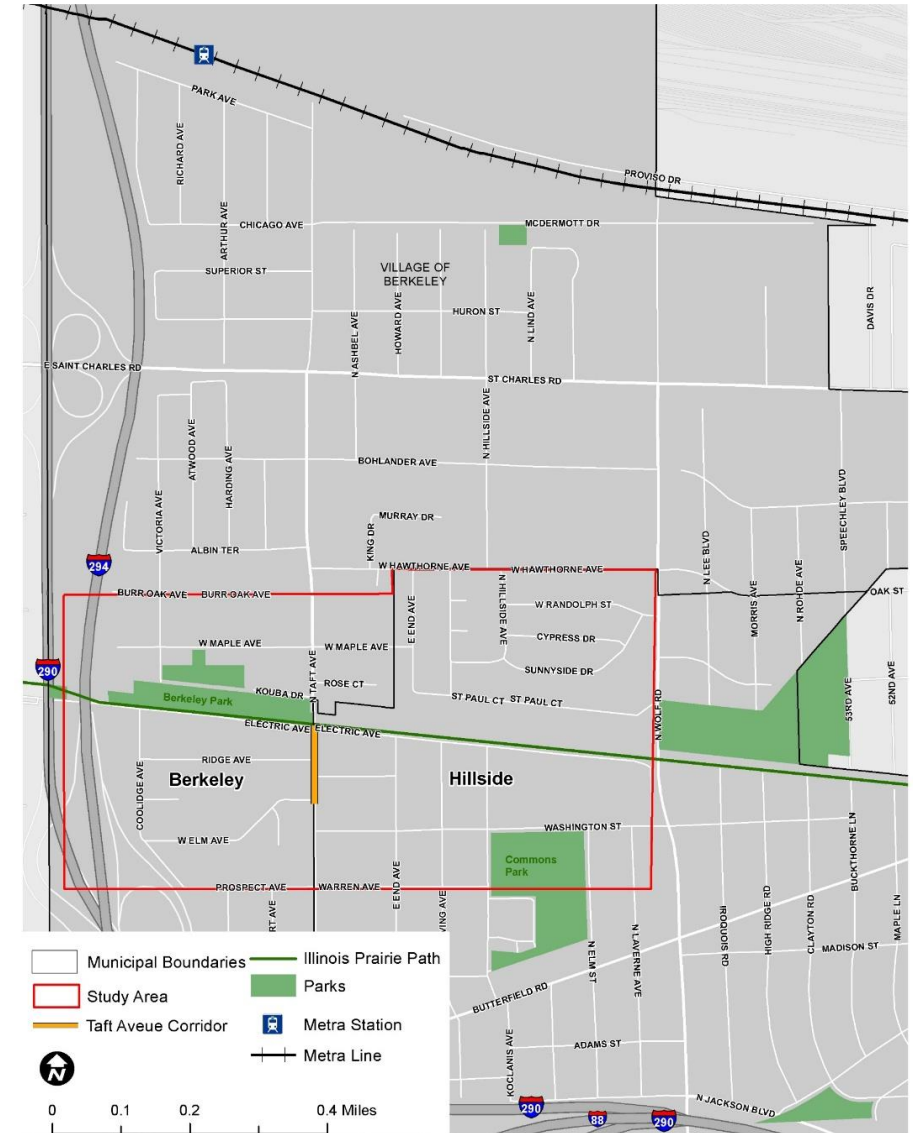 PARK AVE
RICHARD AVE
PROVISO DR
ARTHUR AVE
CHICAGO AVE
MCDERMOTT DR
VILLAGE OF
BERKELEY
SUPERIOR ST
N ASHBEL AVE
HOWARD AVE
HURON ST
N LIND AVE
DAVIS DR
E SAINT CHARLES RD
ST CHARLES RD
N HILLSIDE AVE
ATWOOD AVE
HARDING AVE
VICTORIA AVE
BOHLANDER AVE
SPEECHLEY BLVD
MURRAY DR
KING DR
ALBIN TER
N LEE BLVD
294
W HAWTHORNE AVE
W HAWTHORNE AVE
MORRIS AVE
N ROHDE AVE
OAK ST
BURR OAK AVE
BURR OAK AVE
E END AVE
N HILLSIDE AVE
W RANDOLPH ST
CYPRESS DR
W MAPLE AVE
W MAPLE AVE
SUNNYSIDE DR
290
N TAFT AVE
ROSE CT
53RD AVE
52ND AVE
Berkeley Park
KOUBA DR
ST PAUL CT
ST PAUL CT
N WOLF RD
ELECTRIC AVE
ELECTRIC AVE
RIDGE AVE
COOLIDGE AVE
Berkeley
Hillside
W ELM AVE
WASHINGTON ST
Commons
Park
BUCKTHORNE LN
PROSPECT AVE
WARREN AVE
E END AVE
RT AVE
VING AVE
IROQUOIS RD
HIGH RIDGE RD
CLAYTON RD
MAPLE LN
MADISON ST
N ELM ST
N LAVERNE AVE
BUTTERFIELD RD
KOCLANIS AVE
ADAMS ST
N JACKSON BLVD
290
88
290
Municipal Boundaries
Illinois Prairie Path
Study Area
Parks
Taft Aveue Corridor
Metra Station
Metra Line
N
0 0.1 0.2 0.4 Miles